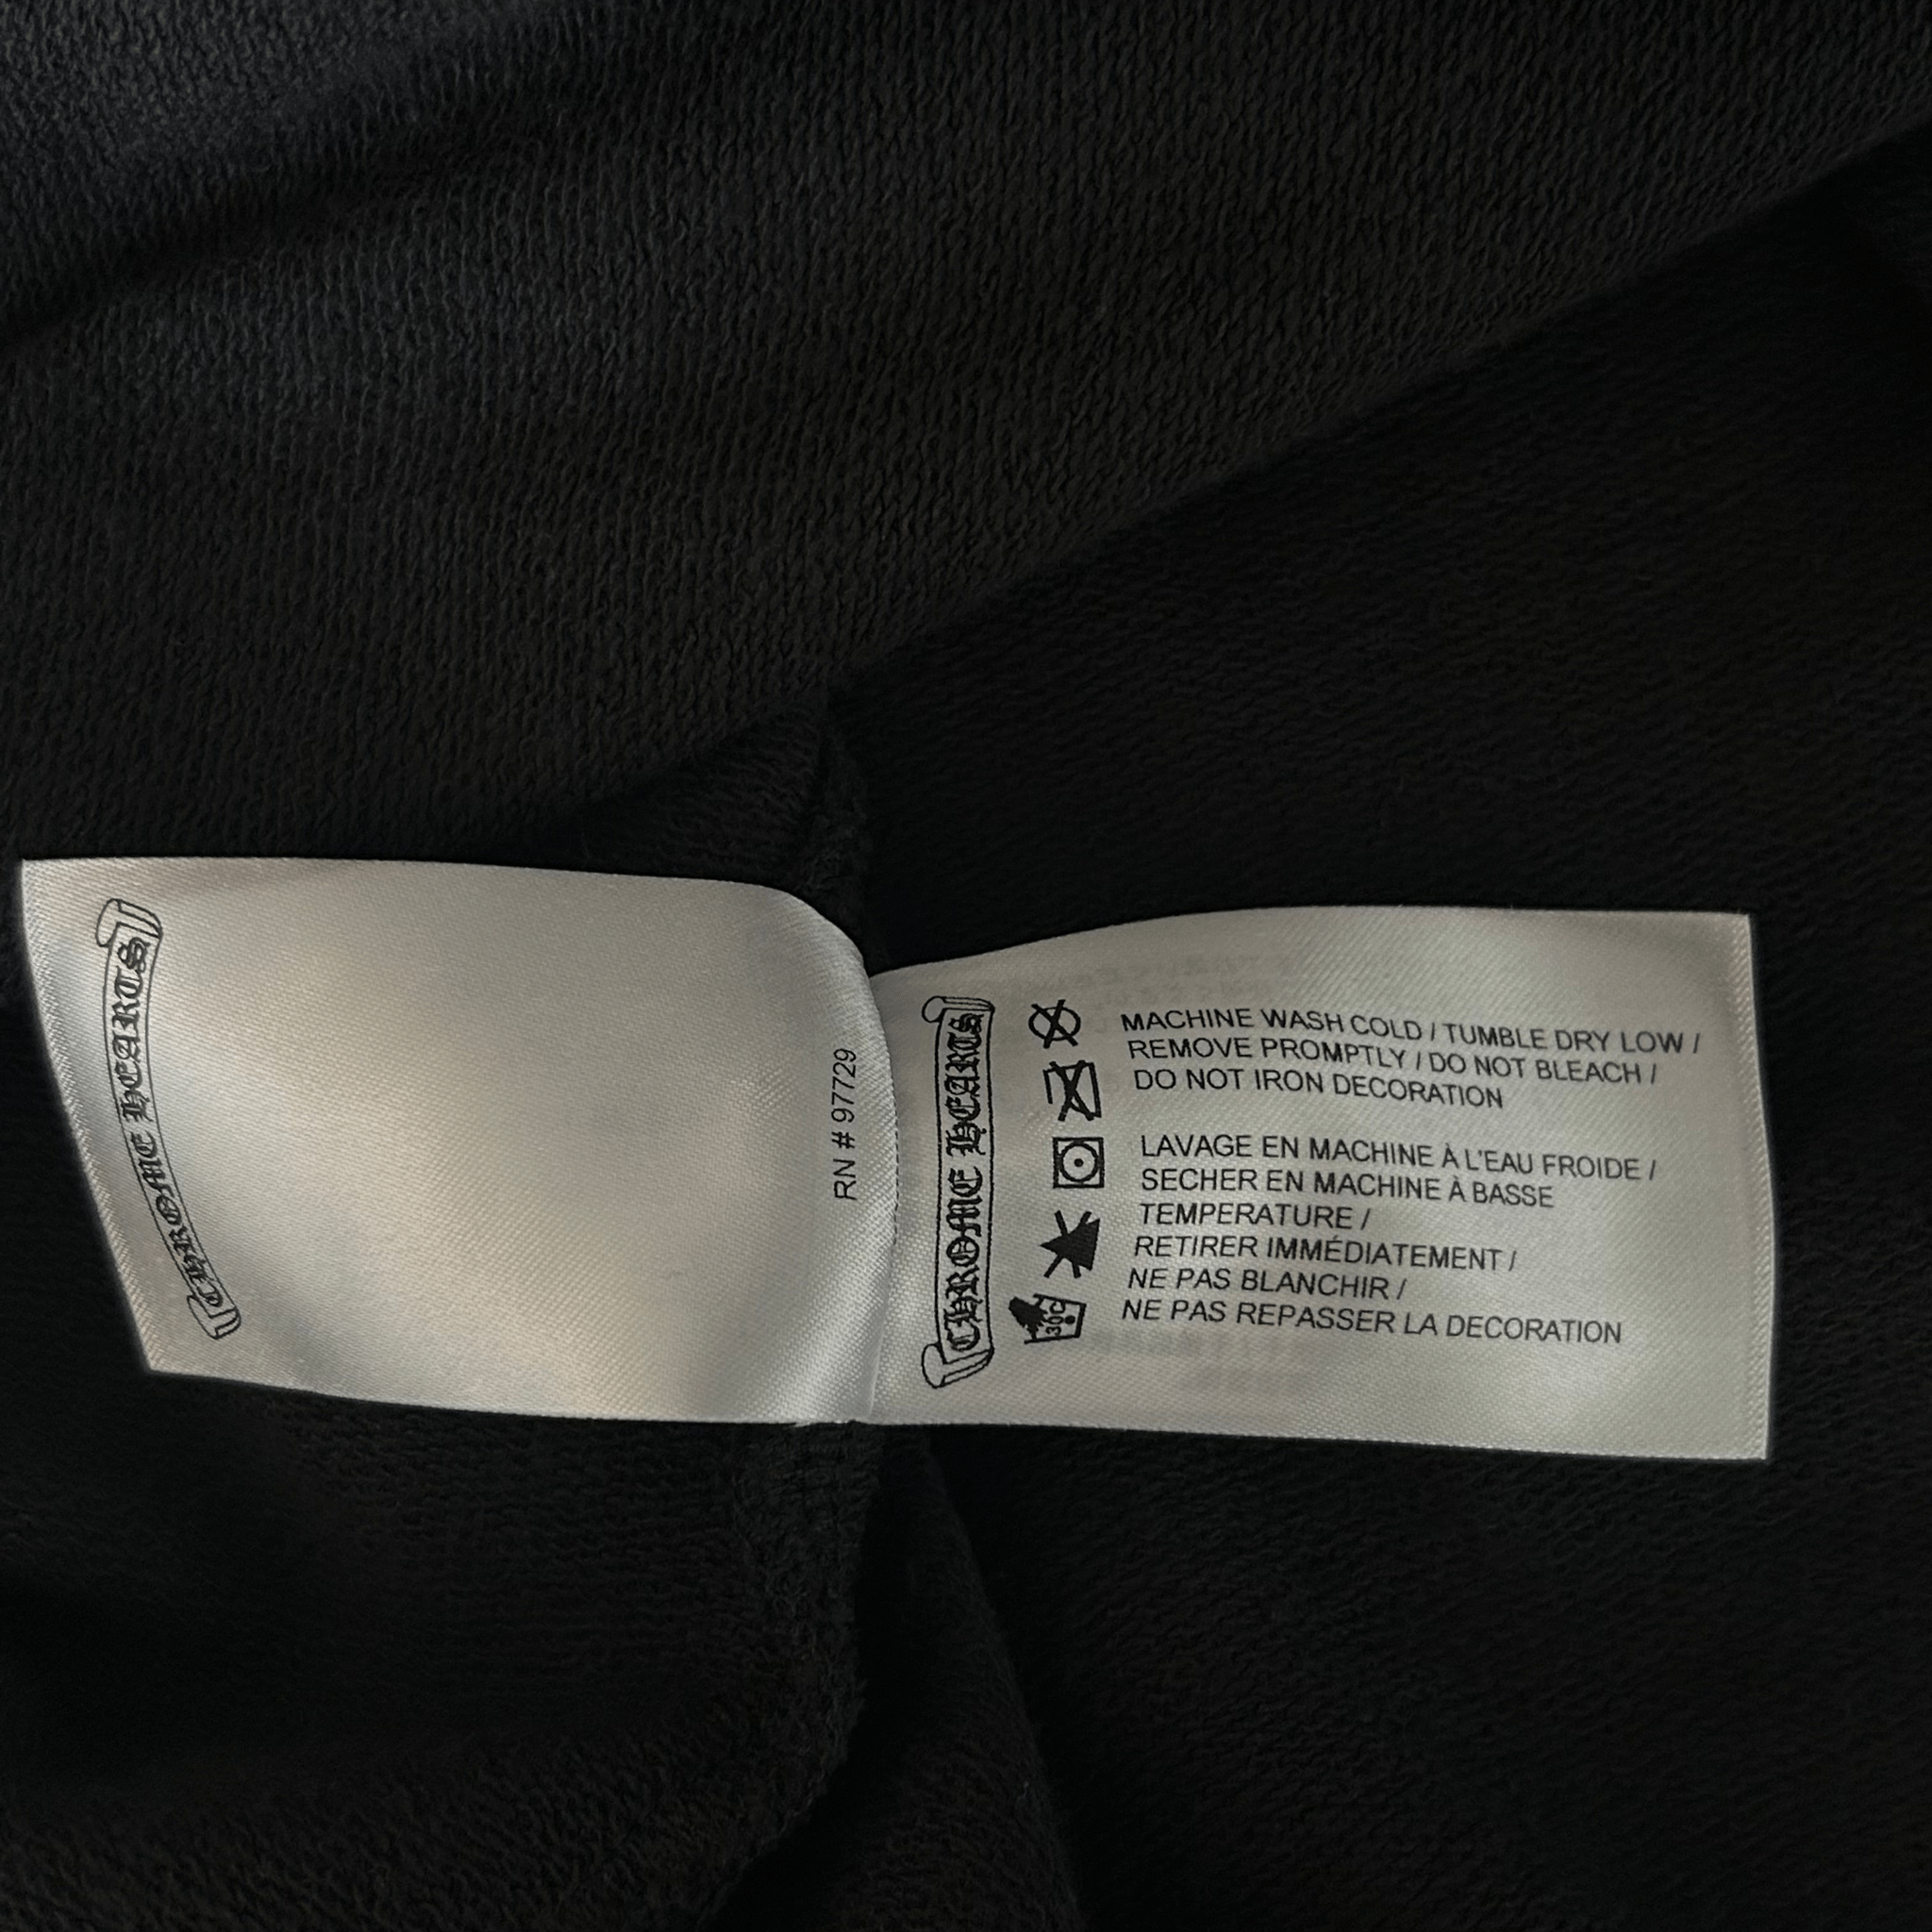 CHROME HEARTS
RN # 97729
CHROME HEARTS
MACHINE WASH COLD / TUMBLE DRY LOW /
REMOVE PROMPTLY / DO NOT BLEACH /
DO NOT IRON DECORATION
LAVAGE EN MACHINE À L'EAU FROIDE /
SECHER EN MACHINE À BASSE
TEMPERATURE /
RETIRER IMMÉDIATEMENT /
NE PAS BLANCHIR /
NE PAS REPASSER LA DECORATION
30C